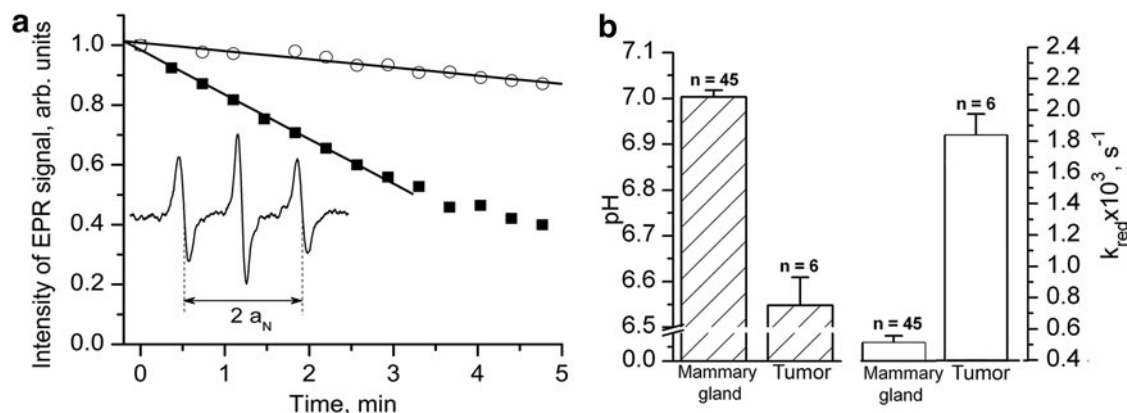 a
Intensity of EPR signal, arb. units
1.0
0.8
0.6
0.4
0.2
0.0
2 aN
0 1 2 3 4 5
Time, min
b
pH
7.1
7.0
6.9
6.8
6.7
6.6
6.5
0.0
n = 45
n = 6
n = 45
n = 6
Mammary gland
Tumor
Mammary gland
Tumor
2.4
2.2
2.0
1.8
1.6
1.4
1.2
1.0
0.8
0.6
0.4
kred×10³, s⁻¹